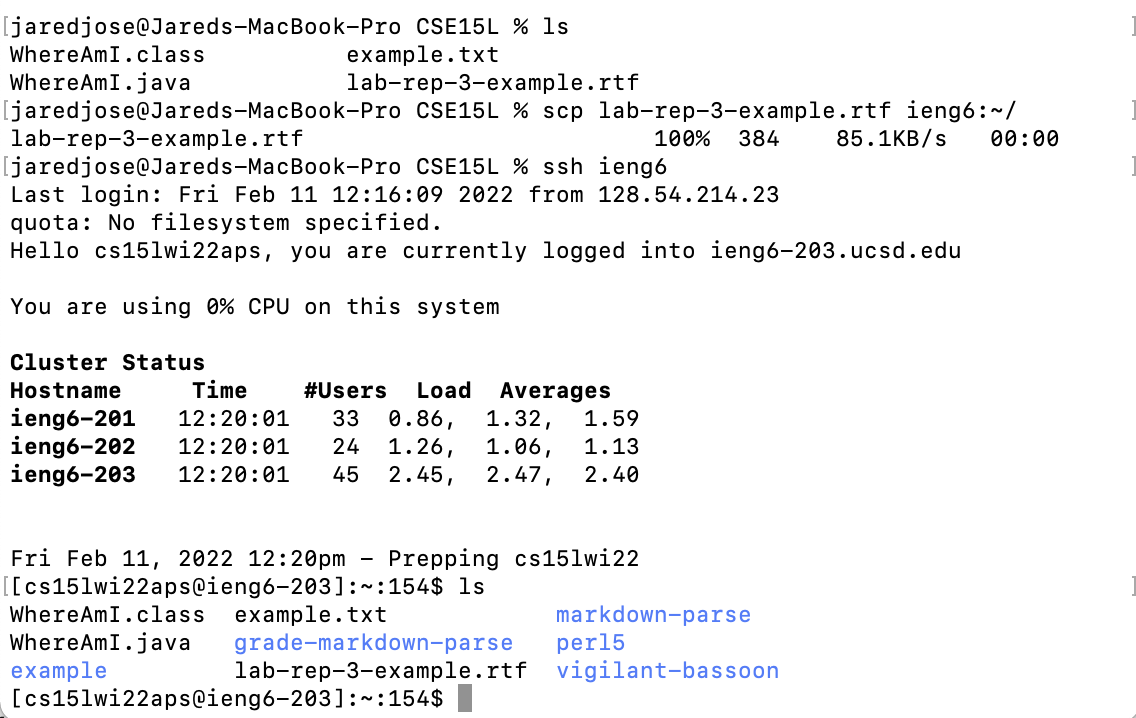 [jaredjose@Jareds-MacBook-Pro CSE15L % ls ]
WhereAmI.class          example.txt
WhereAmI.java           lab-rep-3-example.rtf
[jaredjose@Jareds-MacBook-Pro CSE15L % scp lab-rep-3-example.rtf ieng6:~/ ]
lab-rep-3-example.rtf                         100%  384    85.1KB/s   00:00
[jaredjose@Jareds-MacBook-Pro CSE15L % ssh ieng6 ]
Last login: Fri Feb 11 12:16:09 2022 from 128.54.214.23
quota: No filesystem specified.
Hello cs15lwi22aps, you are currently logged into ieng6-203.ucsd.edu
You are using 0% CPU on this system
Cluster Status
Hostname     Time    #Users  Load  Averages
ieng6-201   12:20:01   33  0.86,  1.32,  1.59
ieng6-202   12:20:01   24  1.26,  1.06,  1.13
ieng6-203   12:20:01   45  2.45,  2.47,  2.40
Fri Feb 11, 2022 12:20pm - Prepping cs15lwi22
[[cs15lwi22aps@ieng6-203]:~:154$ ls ]
WhereAmI.class  example.txt            markdown-parse
WhereAmI.java   grade-markdown-parse   perl5
example         lab-rep-3-example.rtf  vigilant-bassoon
[cs15lwi22aps@ieng6-203]:~:154$